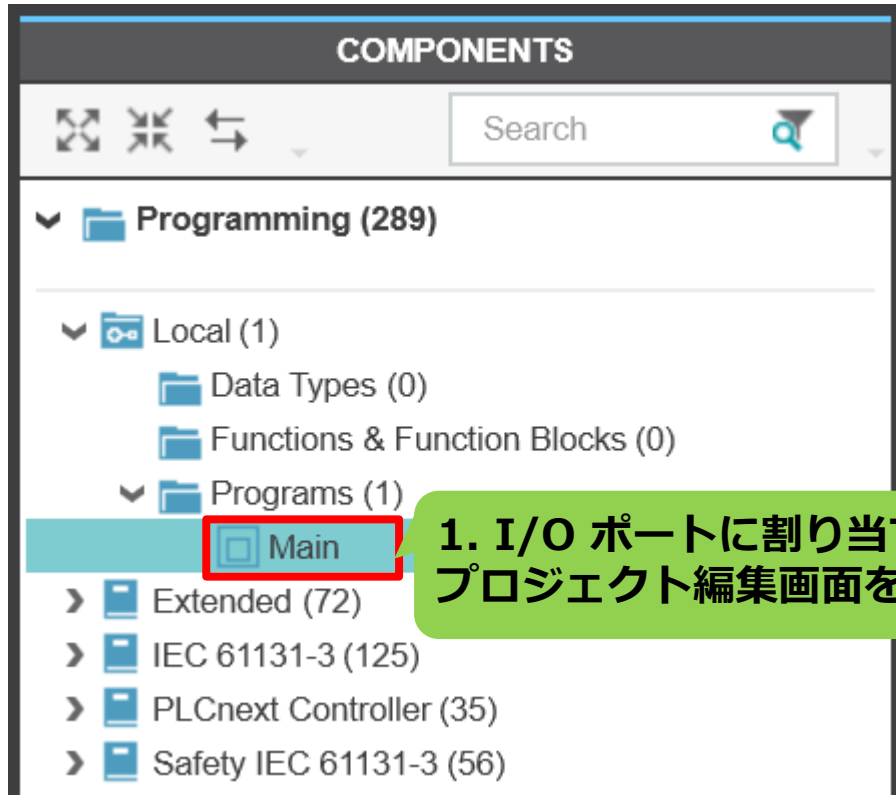 COMPONENTS
Search
Programming (289)
Local (1)
Data Types (0)
Functions & Function Blocks (0)
Programs (1)
Main
1. I/O ポートに割り当
プロジェクト編集画面を
Extended (72)
IEC 61131-3 (125)
PLCnext Controller (35)
Safety IEC 61131-3 (56)